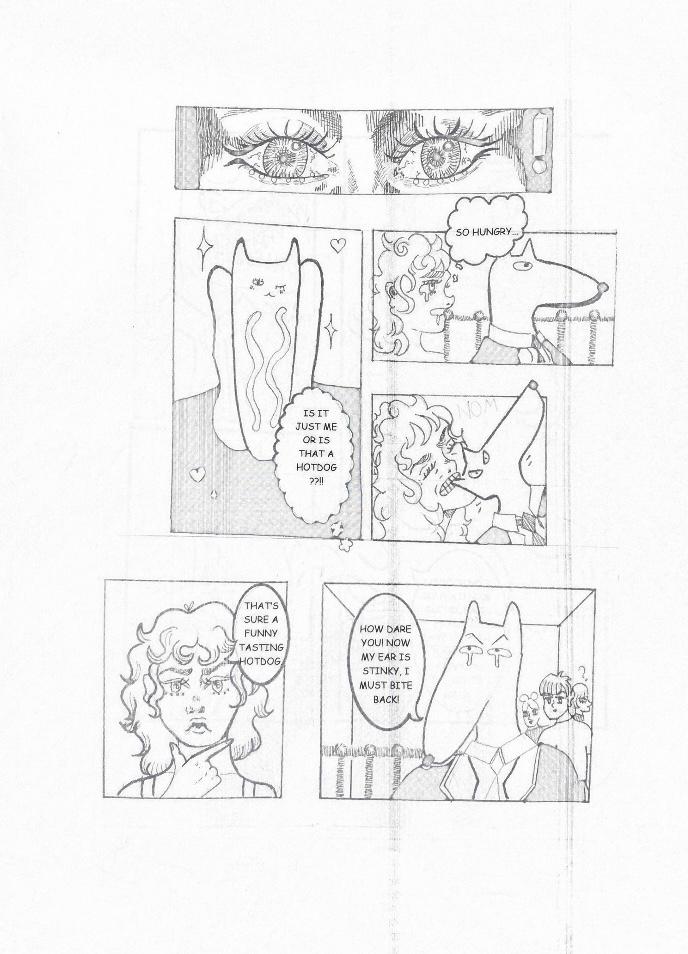 SO HUNGRY...
IS IT
JUST ME
OR IS
THAT A
HOTDOG
??!!
THAT'S
SURE A
FUNNY
TASTING
HOTDOG.
HOW DARE
YOU! NOW
MY EAR IS
STINKY, I
MUST BITE
BACK!
?